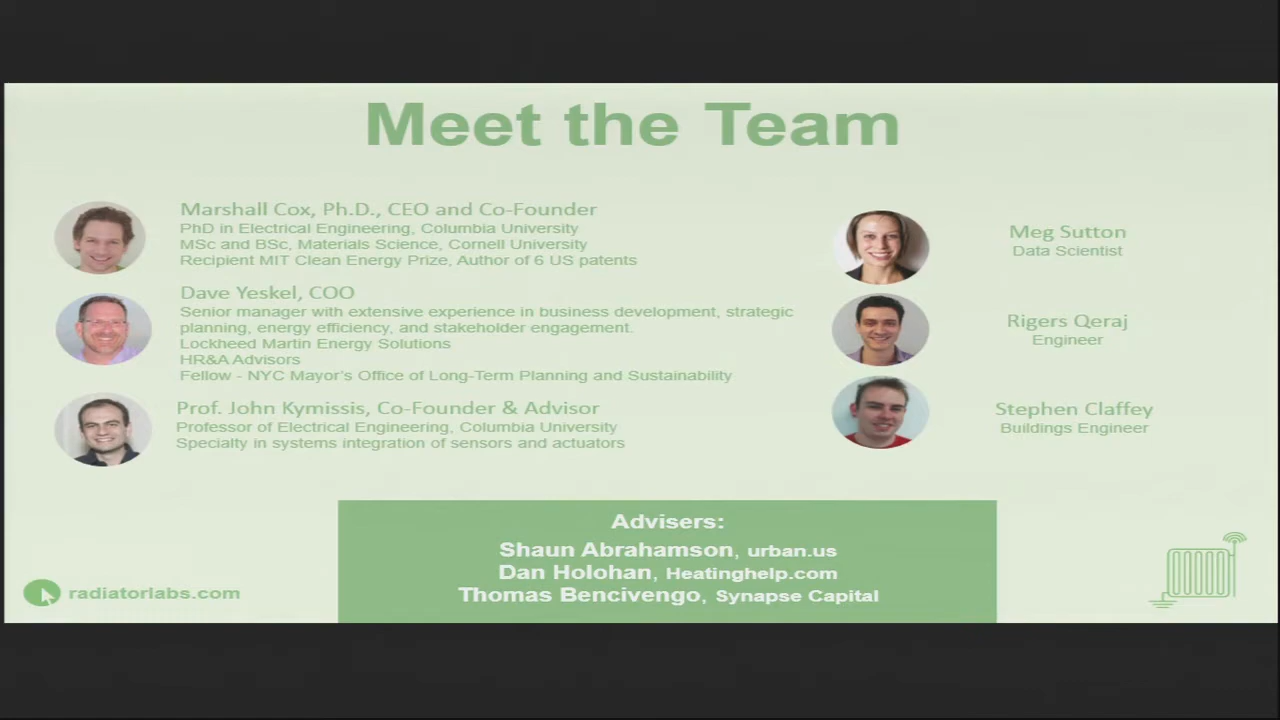 Meet the Team
Marshall Cox, Ph.D., CEO and Co-Founder
PhD in Electrical Engineering, Columbia University
MSc and BSc, Materials Science, Cornell University
Recipient MIT Clean Energy Prize, Author of 6 US patents
Dave Yeskel, COO
Senior manager with extensive experience in business development, strategic
planning, energy efficiency, and stakeholder engagement.
Lockheed Martin Energy Solutions
HR&A Advisors
Fellow - NYC Mayor's Office of Long-Term Planning and Sustainability
Prof. John Kymissis, Co-Founder & Advisor
Professor of Electrical Engineering, Columbia University
Specialty in systems integration of sensors and actuators
Meg Sutton
Data Scientist
Rigers Qeraj
Engineer
Stephen Claffey
Buildings Engineer
Advisers:
Shaun Abrahamson, urban.us
Dan Holohan, Heatinghelp.com
Thomas Bencivengo, Synapse Capital
radiatorlabs.com